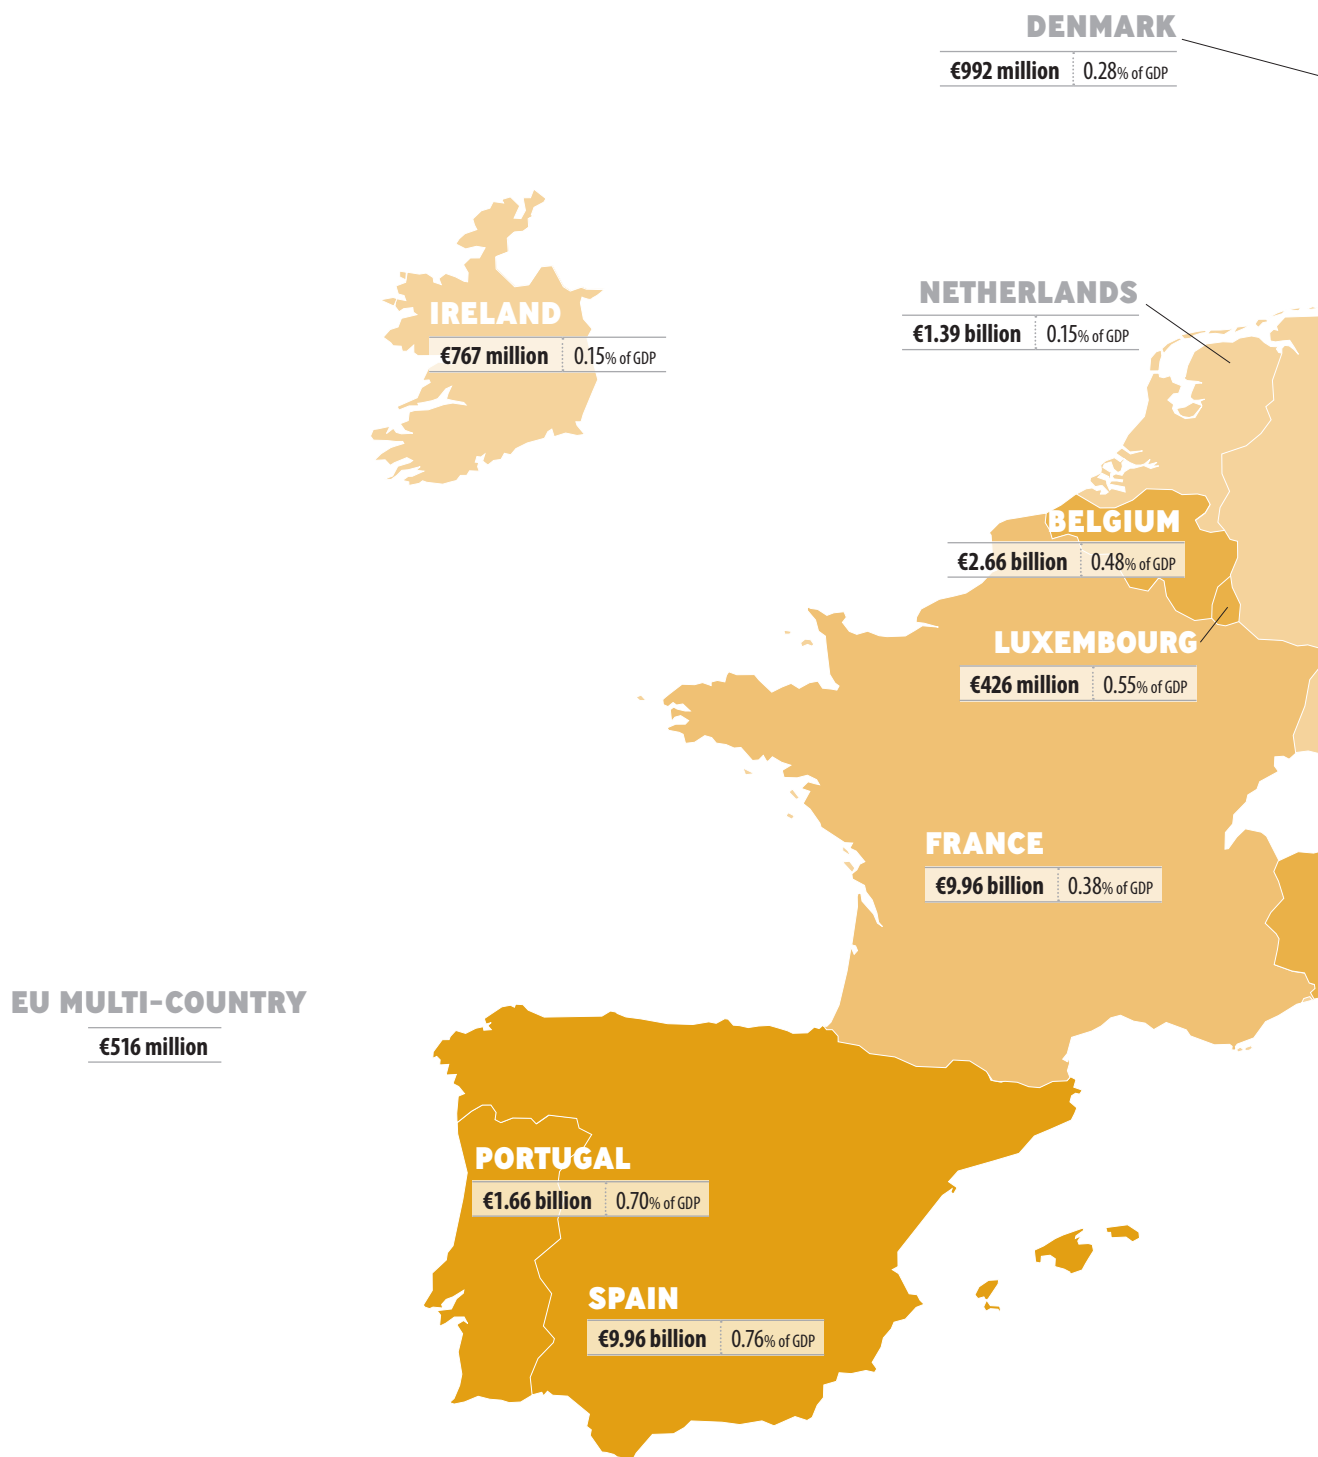 DENMARK
€992 million 0.28% of GDP
IRELAND
€767 million 0.15% of GDP
NETHERLANDS
€1.39 billion 0.15% of GDP
BELGIUM
€2.66 billion 0.48% of GDP
LUXEMBOURG
€426 million 0.55% of GDP
FRANCE
€9.96 billion 0.38% of GDP
EU MULTI-COUNTRY
€516 million
PORTUGAL
€1.66 billion 0.70% of GDP
SPAIN
€9.96 billion 0.76% of GDP